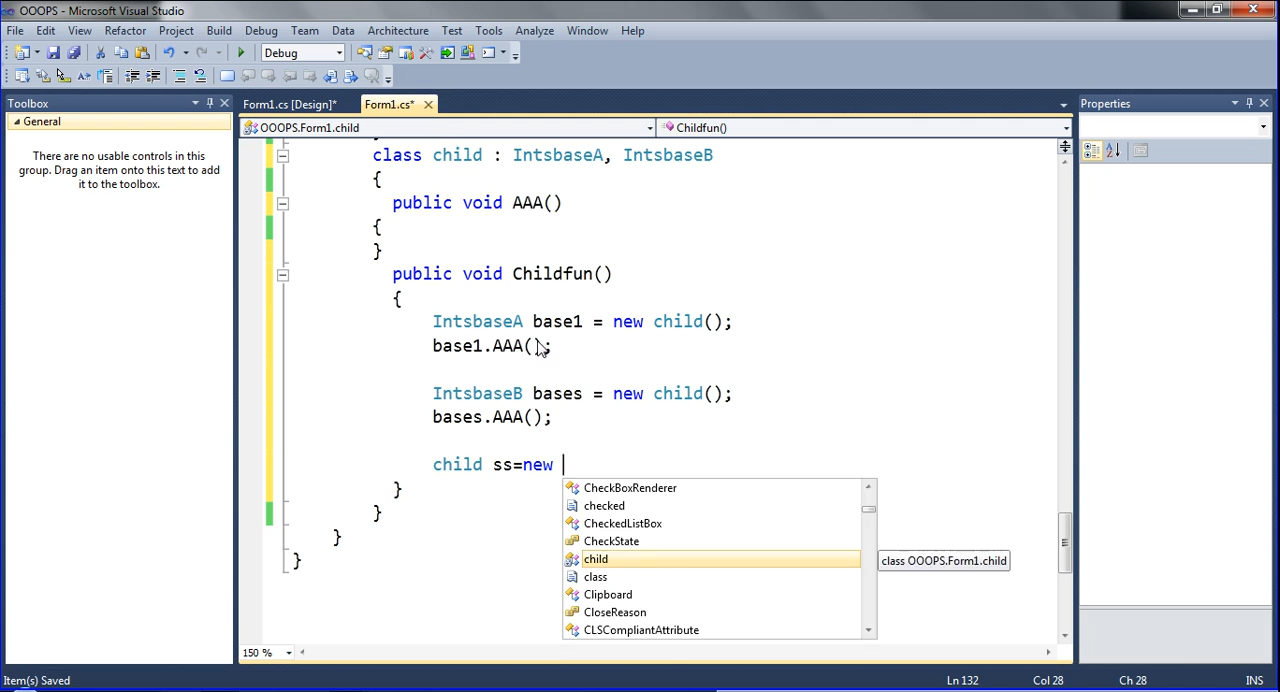 OOOPS - Microsoft Visual Studio
File Edit View Refactor Project Build Debug Team Data Architecture Test Tools Analyze Window Help
Debug
Toolbox
General
There are no usable controls in this
group. Drag an item onto this text to add
it to the toolbox.
Form1.cs [Design]* Form1.cs*
OOOPS.Form1.child Childfun()
class child : IntsbaseA, IntsbaseB
{
public void AAA()
{
}
public void Childfun()
{
IntsbaseA base1 = new child();
base1.AAA();
IntsbaseB bases = new child();
bases.AAA();
child ss=new
}
}
}
}
CheckBoxRenderer
checked
CheckedListBox
CheckState
child
class
Clipboard
CloseReason
CLSCompliantAttribute
class OOOPS.Form1.child
Properties
150 %
Item(s) Saved Ln 132 Col 28 Ch 28 INS